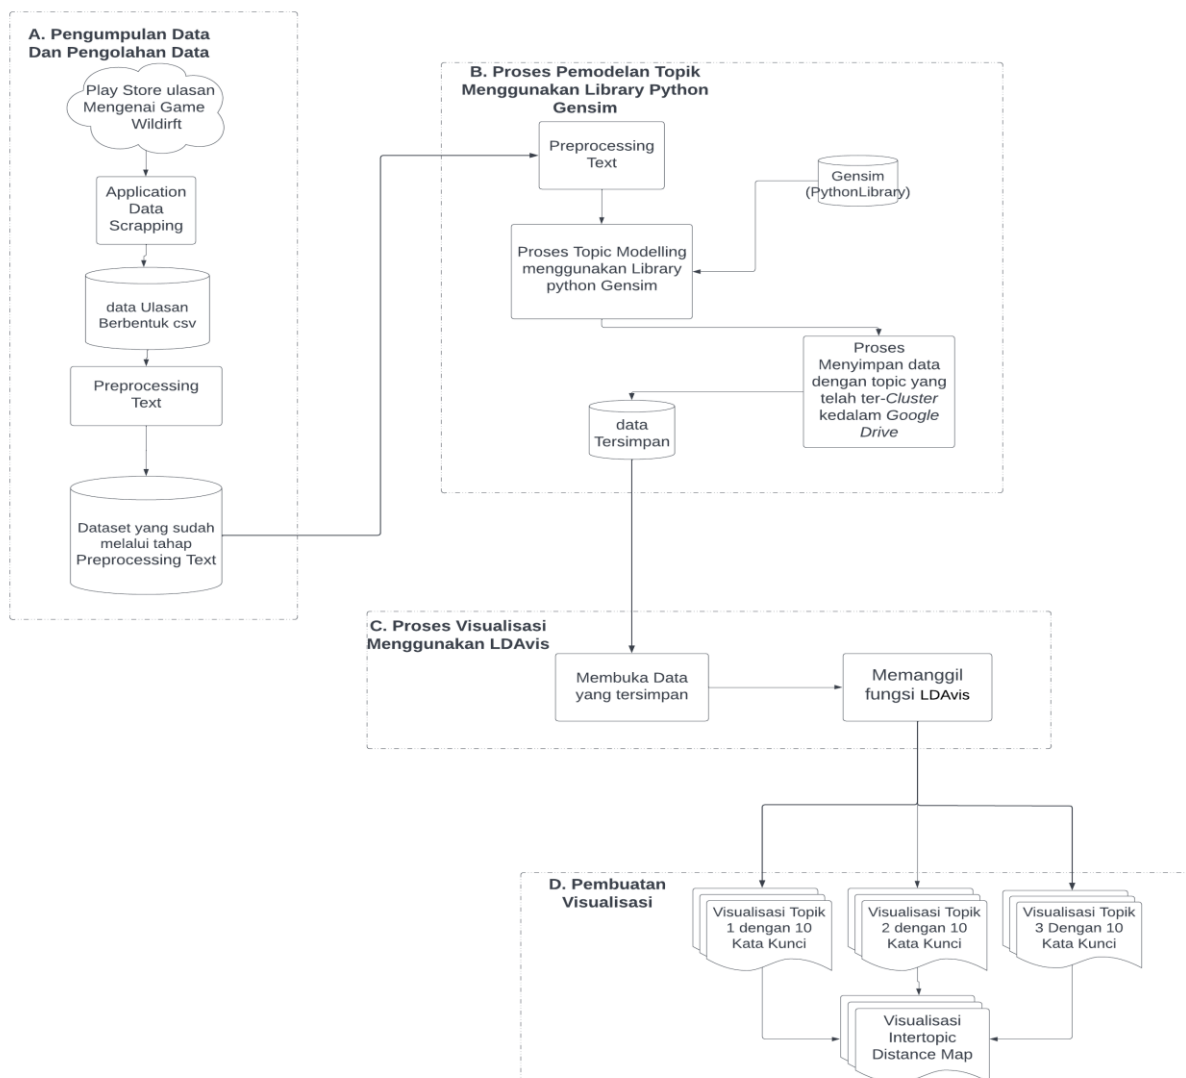 A. Pengumpulan Data
Dan Pengolahan Data
Play Store ulasan
Mengenai Game
Wildirft
Application
Data
Scrapping
data Ulasan
Berbentuk csv
Preprocessing
Text
Dataset yang sudah
melalui tahap
Preprocessing Text
B. Proses Pemodelan Topik
Menggunakan Library Python
Gensim
Preprocessing
Text
Gensim
(PythonLibrary)
Proses Topic Modelling
menggunakan Library
python Gensim
Proses
Menyimpan data
dengan topic yang
telah ter-Cluster
kedalam Google
Drive
data
Tersimpan
C. Proses Visualisasi
Menggunakan LDAvis
Membuka Data
yang tersimpan
Memanggil
fungsi LDAvis
D. Pembuatan
Visualisasi
Visualisasi Topik
1 dengan 10
Kata Kunci
Visualisasi Topik
2 dengan 10
Kata Kunci
Visualisasi Topik
3 Dengan 10
Kata Kunci
Visualisasi
Intertopic
Distance Map